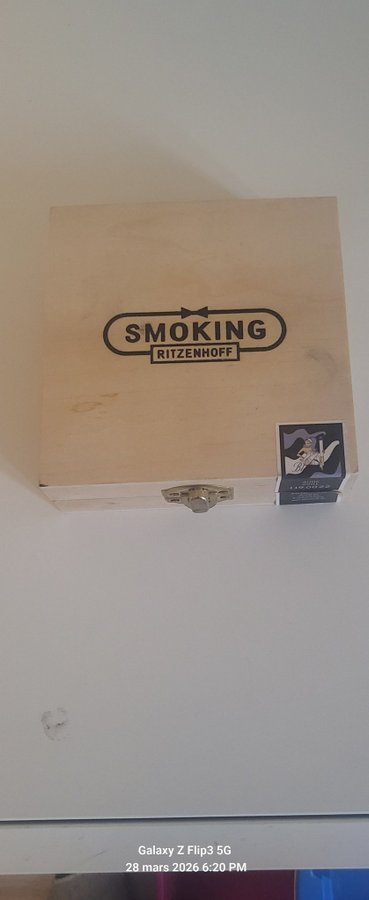 SMOKING
RITZENHOFF
Galaxy Z Flip3 5G
28 mars 2026 6:20 PM